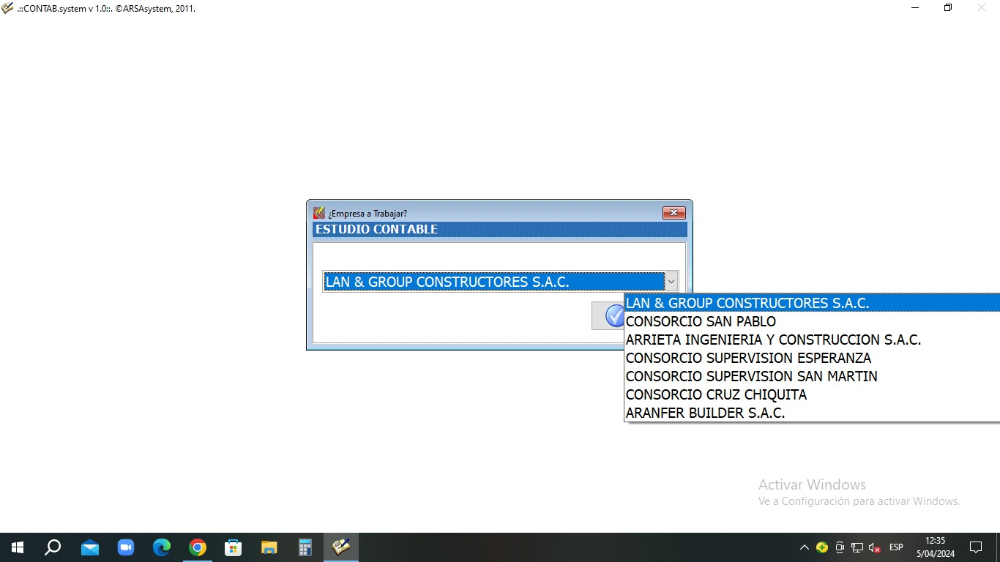 .::CONTAB.system v 1.0::. ©ARSAsystem, 2011.
¿Empresa a Trabajar?
ESTUDIO CONTABLE
LAN & GROUP CONSTRUCTORES S.A.C.
LAN & GROUP CONSTRUCTORES S.A.C.
CONSORCIO SAN PABLO
ARRIETA INGENIERIA Y CONSTRUCCION S.A.C.
CONSORCIO SUPERVISION ESPERANZA
CONSORCIO SUPERVISION SAN MARTIN
CONSORCIO CRUZ CHIQUITA
ARANFER BUILDER S.A.C.
Activar Windows
Ve a Configuración para activar Windows.
ESP
12:35
5/04/2024